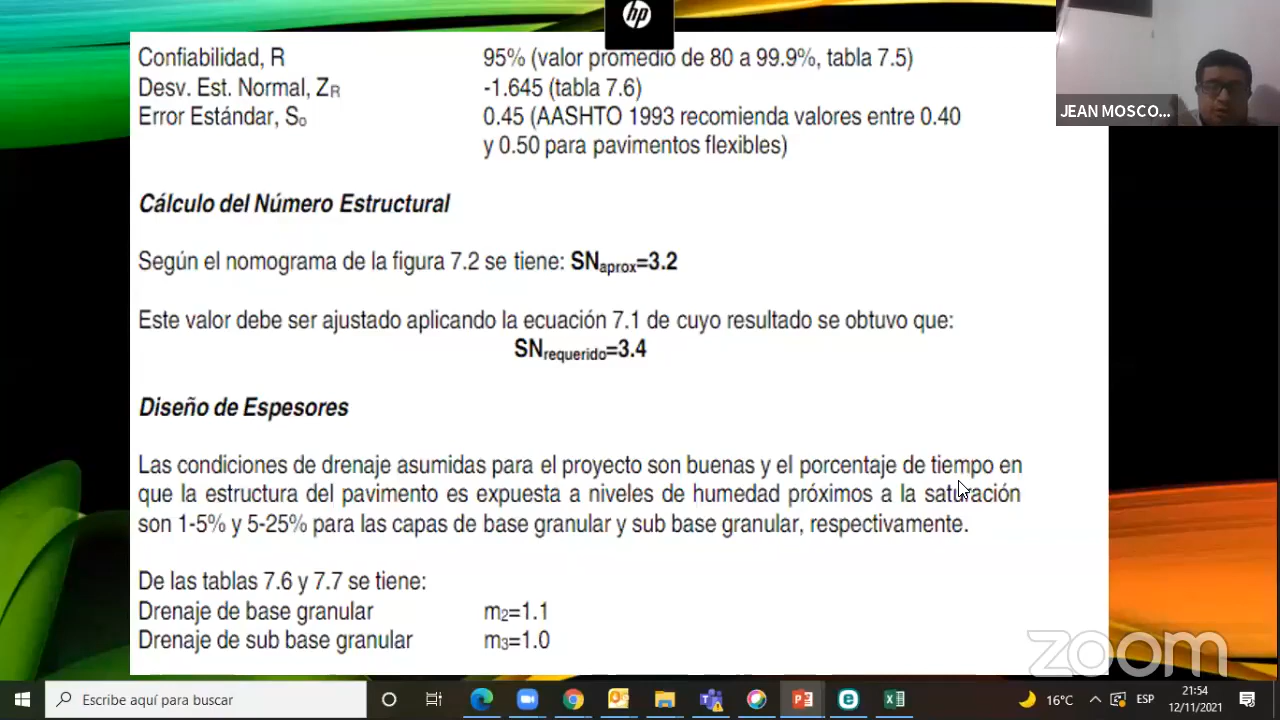 hp
Confiabilidad, R 95% (valor promedio de 80 a 99.9%, tabla 7.5)
Desv. Est. Normal, ZR -1.645 (tabla 7.6)
Error Estándar, So 0.45 (AASHTO 1993 recomienda valores entre 0.40
y 0.50 para pavimentos flexibles)
JEAN MOSCO...
Cálculo del Número Estructural
Según el nomograma de la figura 7.2 se tiene: SNaprox=3.2
Este valor debe ser ajustado aplicando la ecuación 7.1 de cuyo resultado se obtuvo que:
SNrequerido=3.4
Diseño de Espesores
Las condiciones de drenaje asumidas para el proyecto son buenas y el porcentaje de tiempo en
que la estructura del pavimento es expuesta a niveles de humedad próximos a la saturación
son 1-5% y 5-25% para las capas de base granular y sub base granular, respectivamente.
De las tablas 7.6 y 7.7 se tiene:
Drenaje de base granular m2=1.1
Drenaje de sub base granular m3=1.0
zoom
Escribe aquí para buscar
16°C
ESP
21:54
12/11/2021